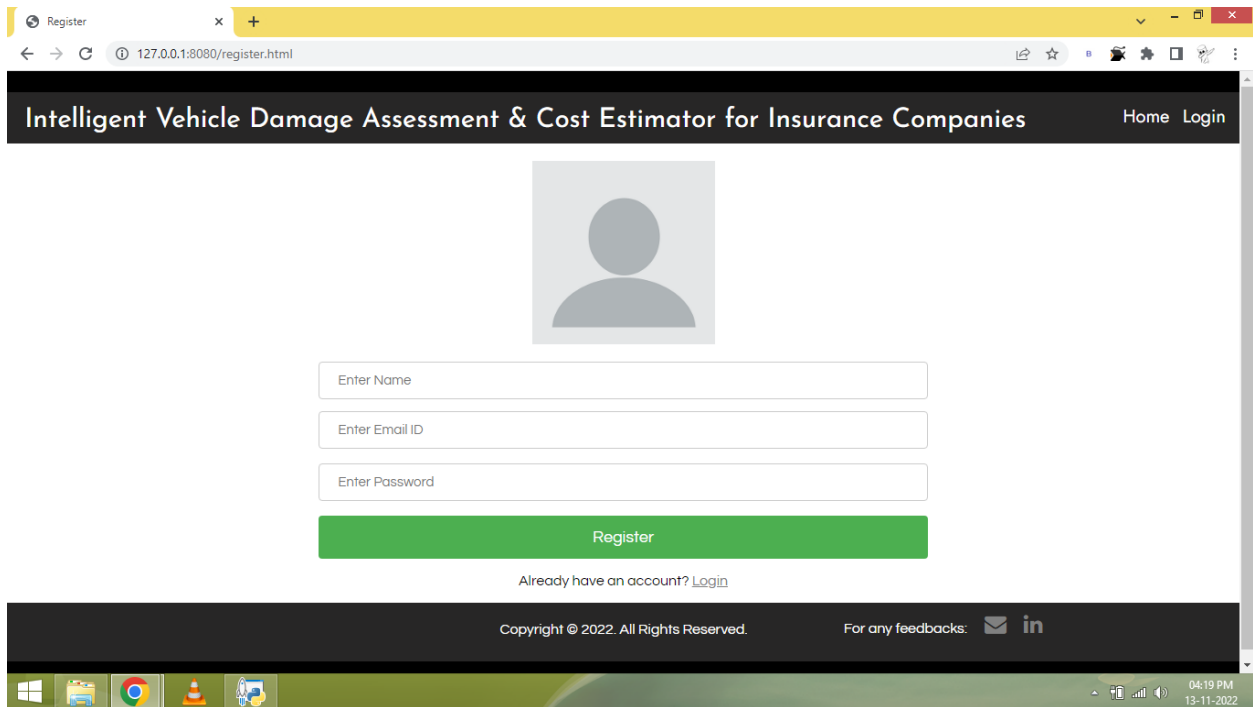 Register
127.0.0.1:8080/register.html
B
Intelligent Vehicle Damage Assessment & Cost Estimator for Insurance Companies Home Login
Enter Name
Enter Email ID
Enter Password
Register
Already have an account? Login
Copyright © 2022. All Rights Reserved. For any feedbacks: in
04:19 PM
13-11-2022